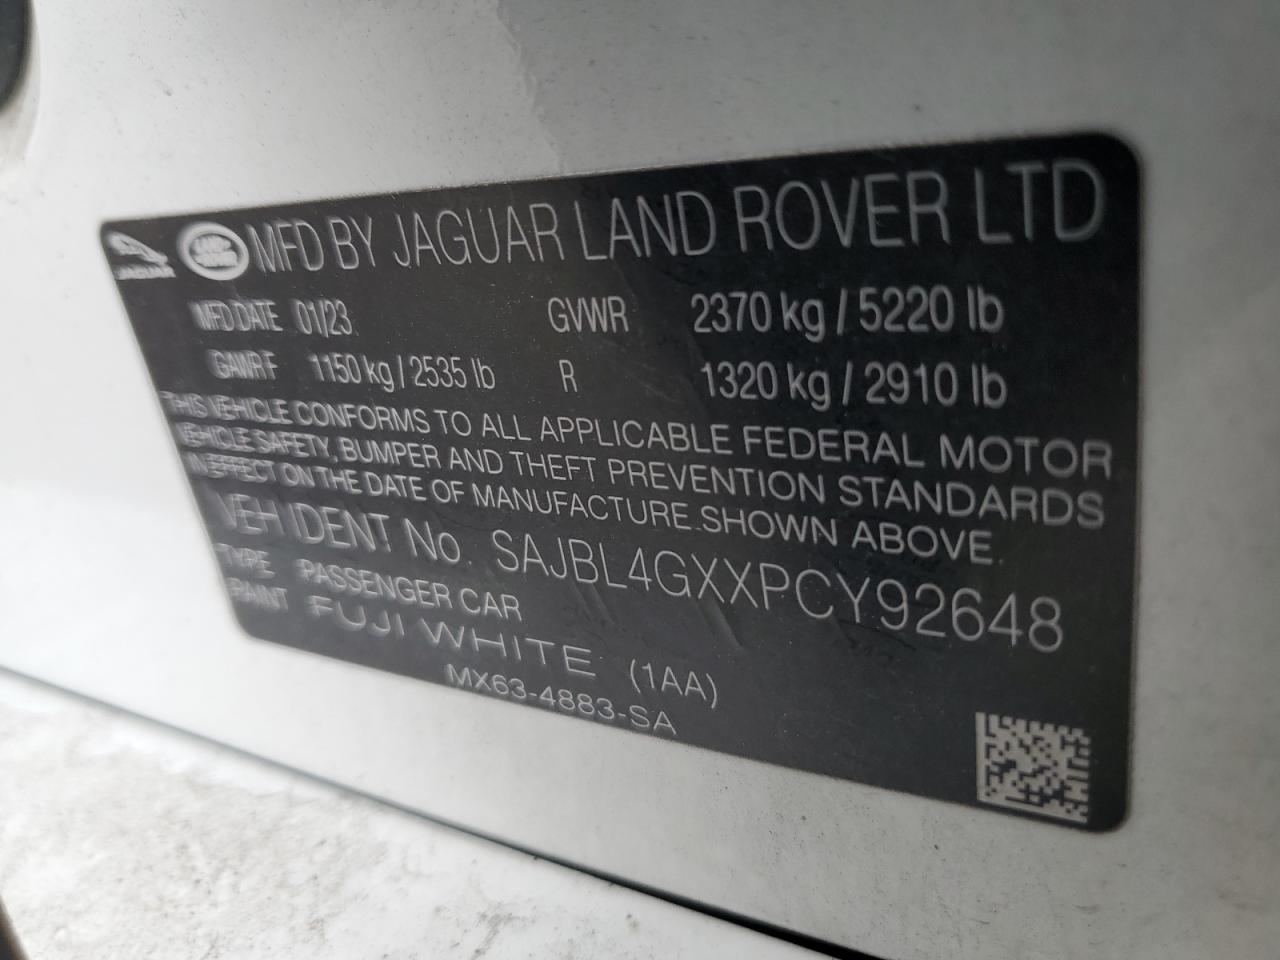 JAGUAR LAND ROVER MFD BY JAGUAR LAND ROVER LTD
MFD.DATE 01/23 GVWR 2370 kg / 5220 lb
GAWR F 1150 kg / 2535 lb R 1320 kg / 2910 lb
THIS VEHICLE CONFORMS TO ALL APPLICABLE FEDERAL MOTOR
VEHICLE SAFETY, BUMPER AND THEFT PREVENTION STANDARDS
IN EFFECT ON THE DATE OF MANUFACTURE SHOWN ABOVE.
VEH IDENT No. SAJBL4GXXPCY92648
TYPE PASSENGER CAR
PAINT FUJI WHITE (1AA)
MX63-4883-SA